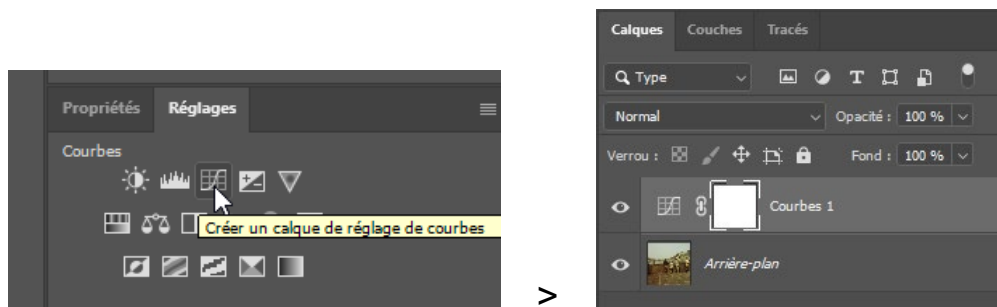 Propriétés Réglages
Courbes
Créer un calque de réglage de courbes
>
Calques Couches Tracés
Type
Normal Opacité : 100 %
Verrou : Fond : 100 %
Courbes 1
Arrière-plan